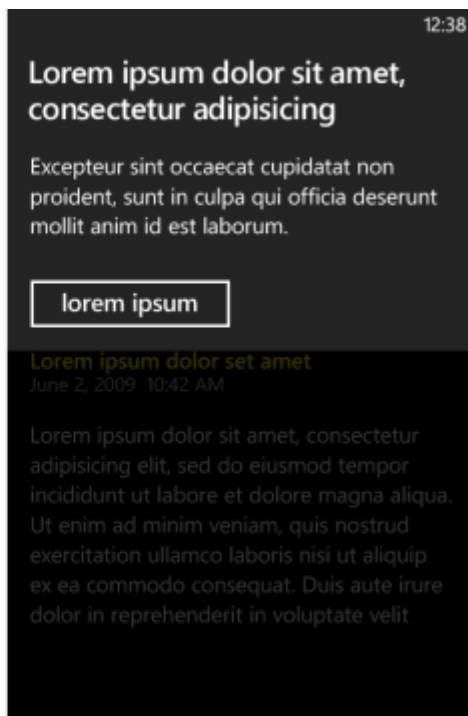 12:38
Lorem ipsum dolor sit amet,
consectetur adipisicing
Excepteur sint occaecat cupidatat non
proident, sunt in culpa qui officia deserunt
mollit anim id est laborum.
lorem ipsum
Lorem ipsum dolor set amet
June 2, 2009 10:42 AM
Lorem ipsum dolor sit amet, consectetur
adipisicing elit, sed do eiusmod tempor
incididunt ut labore et dolore magna aliqua.
Ut enim ad minim veniam, quis nostrud
exercitation ullamco laboris nisi ut aliquip
ex ea commodo consequat. Duis aute irure
dolor in reprehenderit in voluptate velit